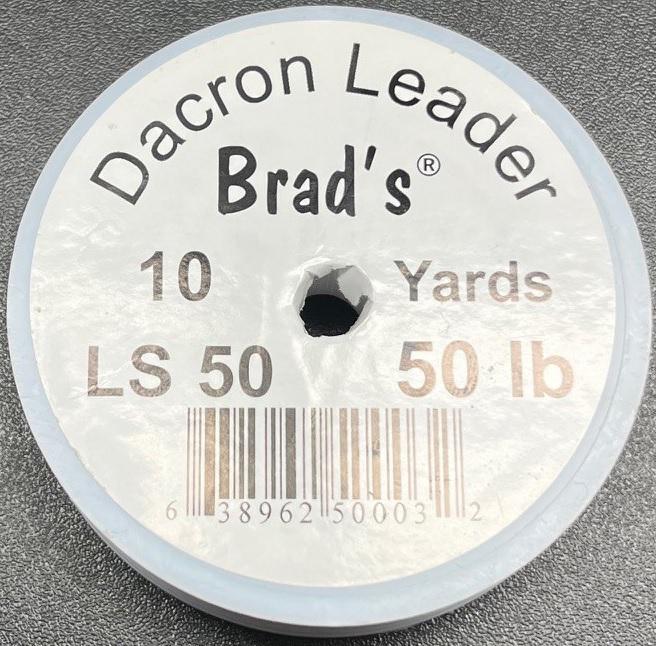 Dacron Leader
Brad's®
10 Yards
LS 50 50 lb
6 38962 50003 2